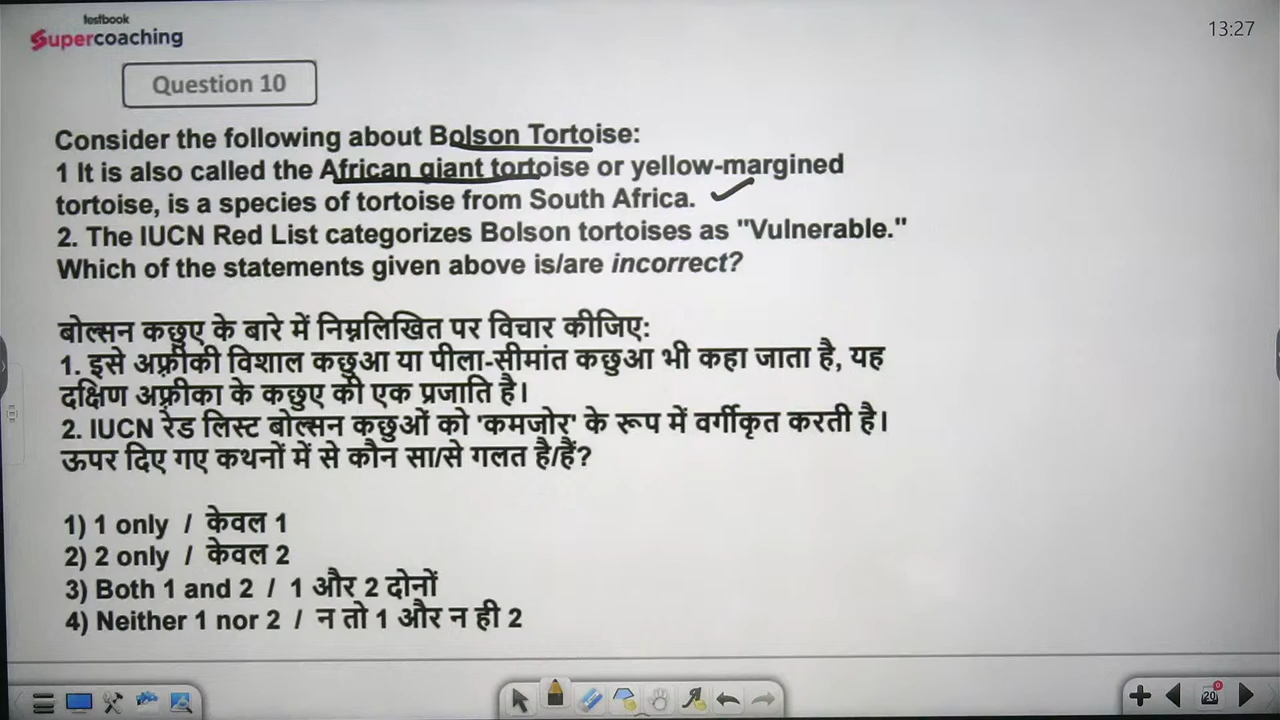 testbook
Supercoaching
13:27
Question 10
Consider the following about Bolson Tortoise:
1 It is also called the African giant tortoise or yellow-margined
tortoise, is a species of tortoise from South Africa.
2. The IUCN Red List categorizes Bolson tortoises as "Vulnerable."
Which of the statements given above is/are incorrect?
बोल्सन कछुए के बारे में निम्नलिखित पर विचार कीजिए:
1. इसे अफ़्रीकी विशाल कछुआ या पीला-सीमांत कछुआ भी कहा जाता है, यह
दक्षिण अफ़्रीका के कछुए की एक प्रजाति है।
2. IUCN रेड लिस्ट बोल्सन कछुओं को 'कमजोर' के रूप में वर्गीकृत करती है।
ऊपर दिए गए कथनों में से कौन सा/से गलत है/हैं?
1) 1 only / केवल 1
2) 2 only / केवल 2
3) Both 1 and 2 / 1 और 2 दोनों
4) Neither 1 nor 2 / न तो 1 और न ही 2
20